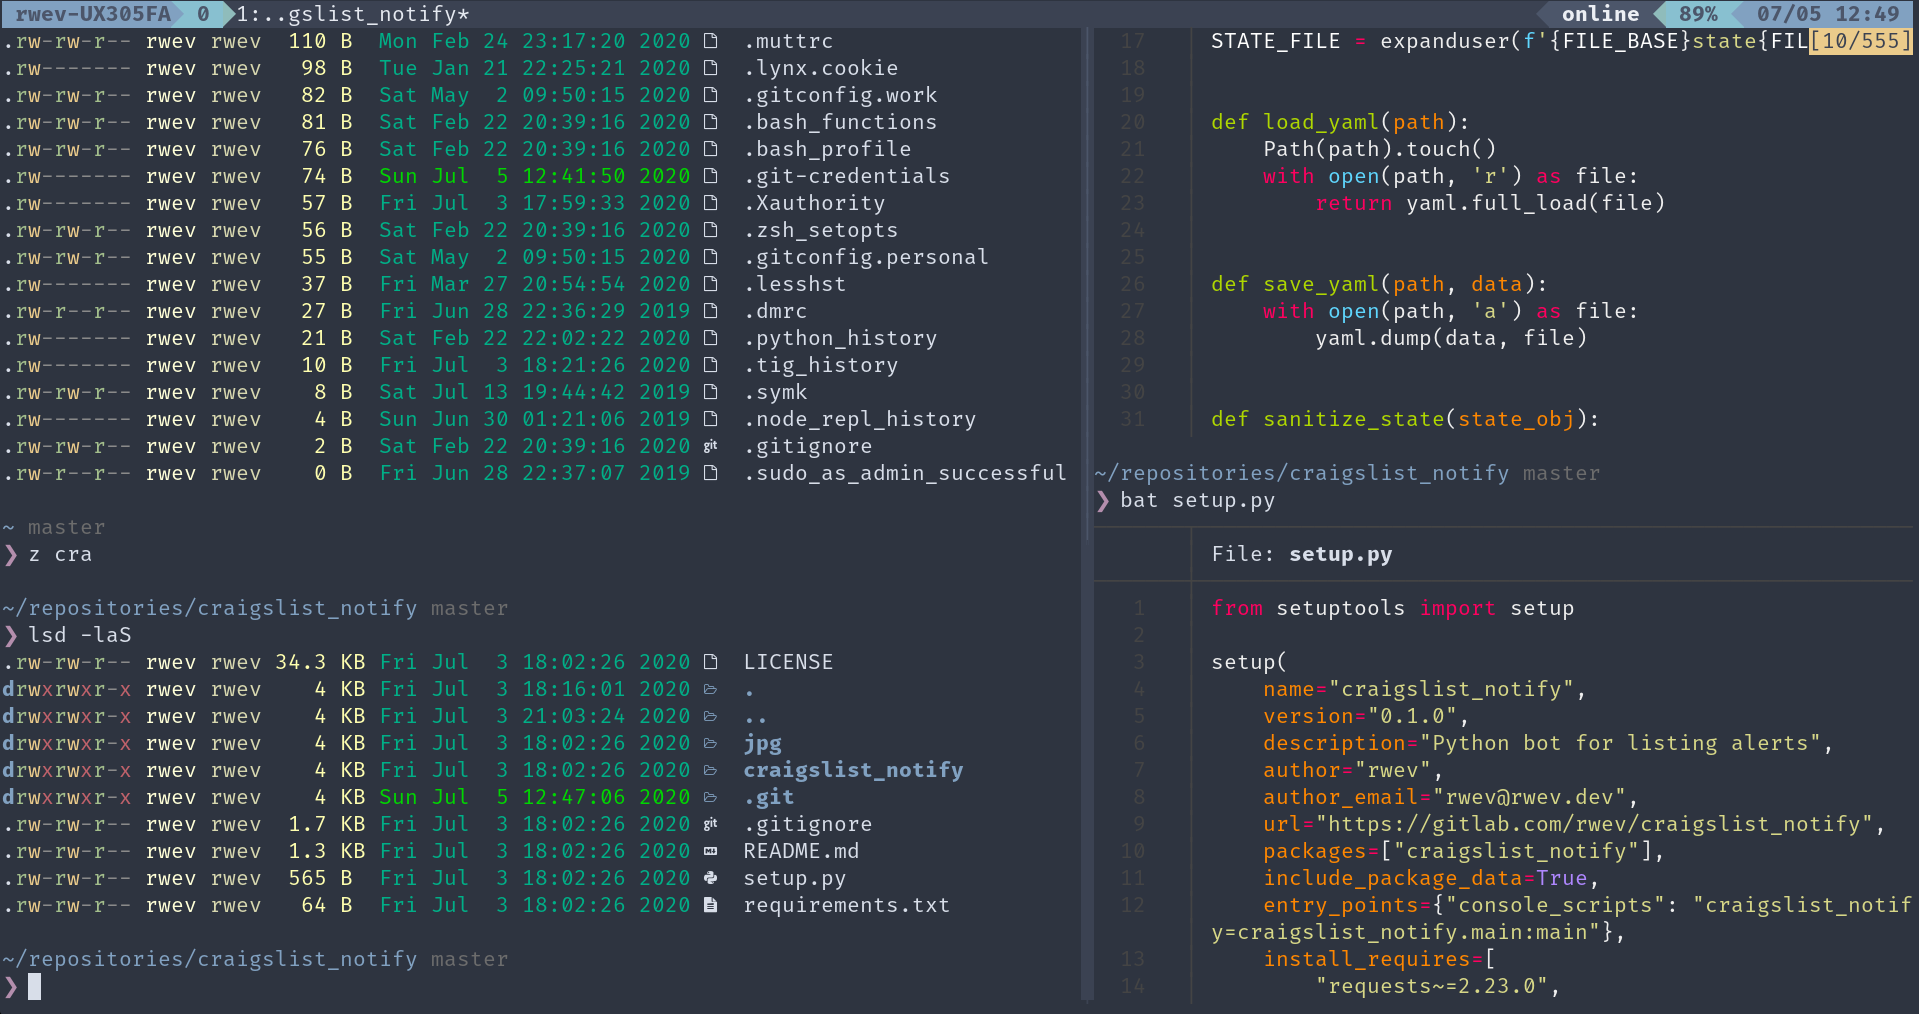 rwev-UX305FA 0 1:..gslist_notify* online 89% 07/05 12:49
.rw-rw-r-- rwev rwev 110 B Mon Feb 24 23:17:20 2020 .muttrc
.rw------- rwev rwev 98 B Tue Jan 21 22:25:21 2020 .lynx.cookie
.rw-rw-r-- rwev rwev 82 B Sat May 2 09:50:15 2020 .gitconfig.work
.rw-rw-r-- rwev rwev 81 B Sat Feb 22 20:39:16 2020 .bash_functions
.rw-rw-r-- rwev rwev 76 B Sat Feb 22 20:39:16 2020 .bash_profile
.rw------- rwev rwev 74 B Sun Jul 5 12:41:50 2020 .git-credentials
.rw------- rwev rwev 57 B Fri Jul 3 17:59:33 2020 .Xauthority
.rw-rw-r-- rwev rwev 56 B Sat Feb 22 20:39:16 2020 .zsh_setopts
.rw-rw-r-- rwev rwev 55 B Sat May 2 09:50:15 2020 .gitconfig.personal
.rw------- rwev rwev 37 B Fri Mar 27 20:54:54 2020 .lesshst
.rw-r--r-- rwev rwev 27 B Fri Jun 28 22:36:29 2019 .dmrc
.rw------- rwev rwev 21 B Sat Feb 22 22:02:22 2020 .python_history
.rw------- rwev rwev 10 B Fri Jul 3 18:21:26 2020 .tig_history
.rw-rw-r-- rwev rwev 8 B Sat Jul 13 19:44:42 2019 .symk
.rw------- rwev rwev 4 B Sun Jun 30 01:21:06 2019 .node_repl_history
.rw-rw-r-- rwev rwev 2 B Sat Feb 22 20:39:16 2020 git .gitignore
.rw-r--r-- rwev rwev 0 B Fri Jun 28 22:37:07 2019 .sudo_as_admin_successful
~ master
❯ z cra
~/repositories/craigslist_notify master
❯ lsd -laS
.rw-rw-r-- rwev rwev 34.3 KB Fri Jul 3 18:02:26 2020 LICENSE
drwxrwxr-x rwev rwev 4 KB Fri Jul 3 18:16:01 2020 .
drwxrwxr-x rwev rwev 4 KB Fri Jul 3 21:03:24 2020 ..
drwxrwxr-x rwev rwev 4 KB Fri Jul 3 18:02:26 2020 jpg
drwxrwxr-x rwev rwev 4 KB Fri Jul 3 18:02:26 2020 craigslist_notify
drwxrwxr-x rwev rwev 4 KB Sun Jul 5 12:47:06 2020 .git
.rw-rw-r-- rwev rwev 1.7 KB Fri Jul 3 18:02:26 2020 git .gitignore
.rw-rw-r-- rwev rwev 1.3 KB Fri Jul 3 18:02:26 2020 README.md
.rw-rw-r-- rwev rwev 565 B Fri Jul 3 18:02:26 2020 setup.py
.rw-rw-r-- rwev rwev 64 B Fri Jul 3 18:02:26 2020 requirements.txt
~/repositories/craigslist_notify master
❯
17 STATE_FILE = expanduser(f'{FILE_BASE}state{FIL[10/555]
18
19
20 def load_yaml(path):
21 Path(path).touch()
22 with open(path, 'r') as file:
23 return yaml.full_load(file)
24
25
26 def save_yaml(path, data):
27 with open(path, 'a') as file:
28 yaml.dump(data, file)
29
30
31 def sanitize_state(state_obj):
~/repositories/craigslist_notify master
❯ bat setup.py
File: setup.py
1 from setuptools import setup
2
3 setup(
4 name="craigslist_notify",
5 version="0.1.0",
6 description="Python bot for listing alerts",
7 author="rwev",
8 author_email="rwev@rwev.dev",
9 url="https://gitlab.com/rwev/craigslist_notify",
10 packages=["craigslist_notify"],
11 include_package_data=True,
12 entry_points={"console_scripts": "craigslist_notif
y=craigslist_notify.main:main"},
13 install_requires=[
14 "requests~=2.23.0",